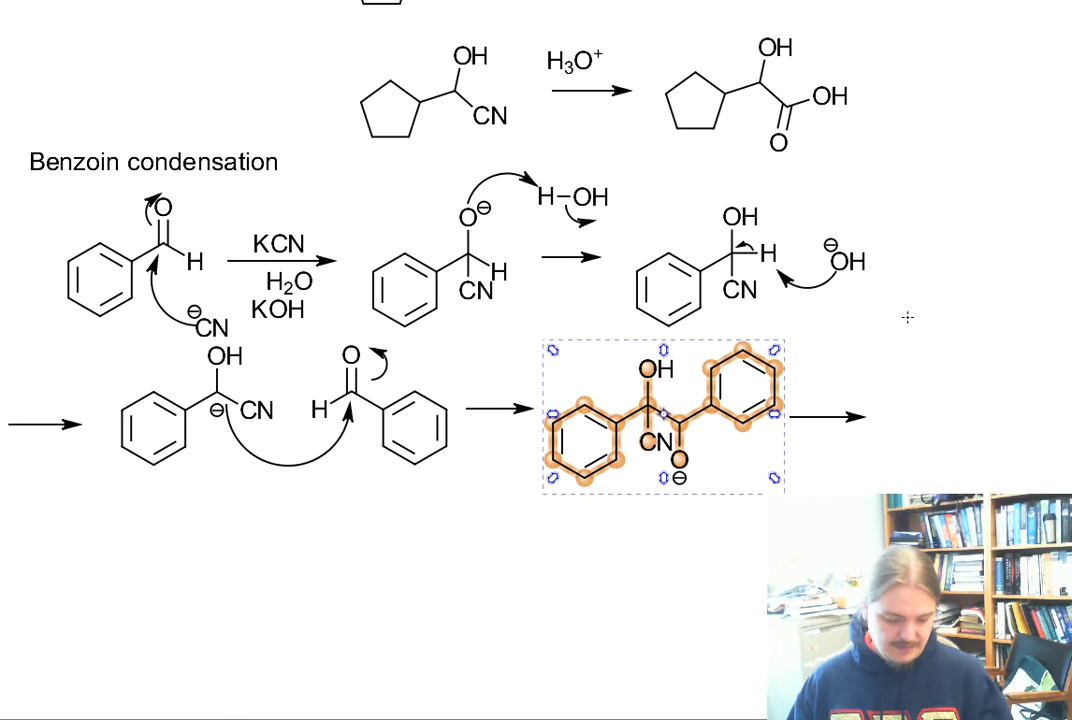 OH
H₃O⁺
OH
CN
OH
O
Benzoin condensation
O
H
KCN
H₂O
KOH
⊖CN
O⊖
H–OH
H
CN
OH
H
CN
⊖OH
OH
⊖
CN
O
H
OH
CN
O
⊖